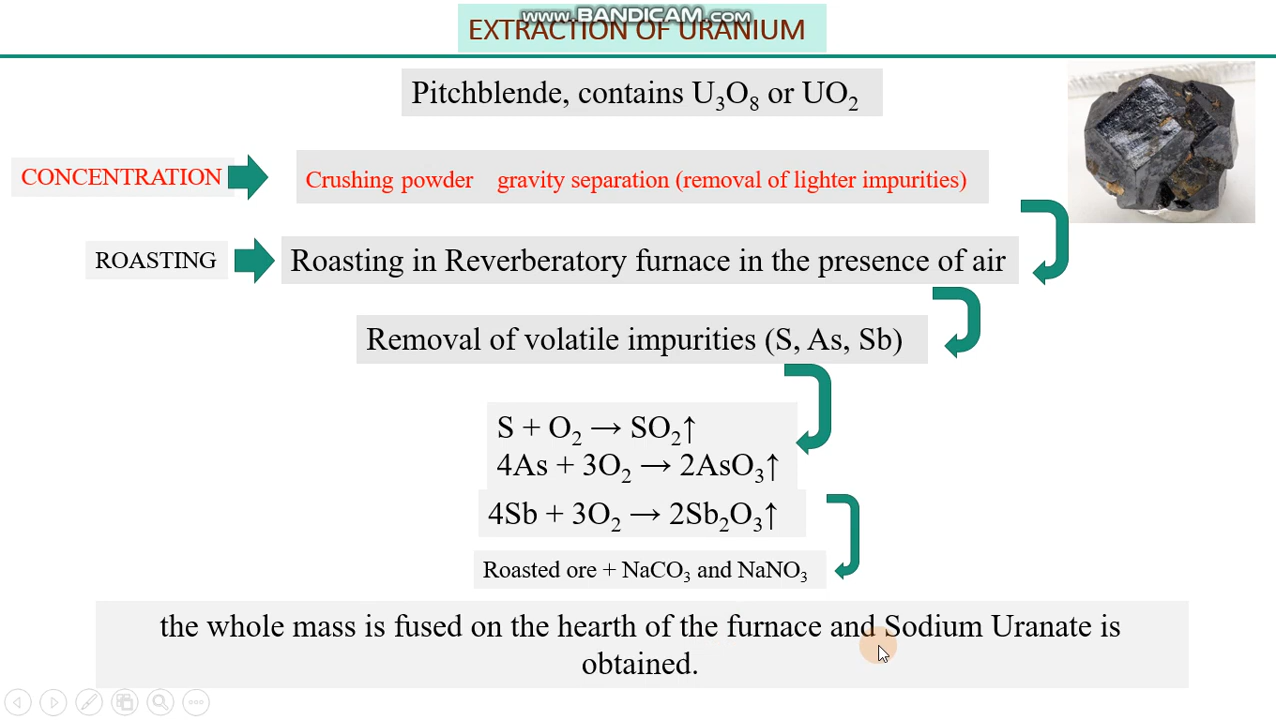 www.BANDICAM.com
EXTRACTION OF URANIUM
Pitchblende, contains U₃O₈ or UO₂
CONCENTRATION
Crushing powder gravity separation (removal of lighter impurities)
ROASTING
Roasting in Reverberatory furnace in the presence of air
Removal of volatile impurities (S, As, Sb)
S + O₂ → SO₂↑
4As + 3O₂ → 2AsO₃↑
4Sb + 3O₂ → 2Sb₂O₃↑
Roasted ore + NaCO₃ and NaNO₃
the whole mass is fused on the hearth of the furnace and Sodium Uranate is
obtained.